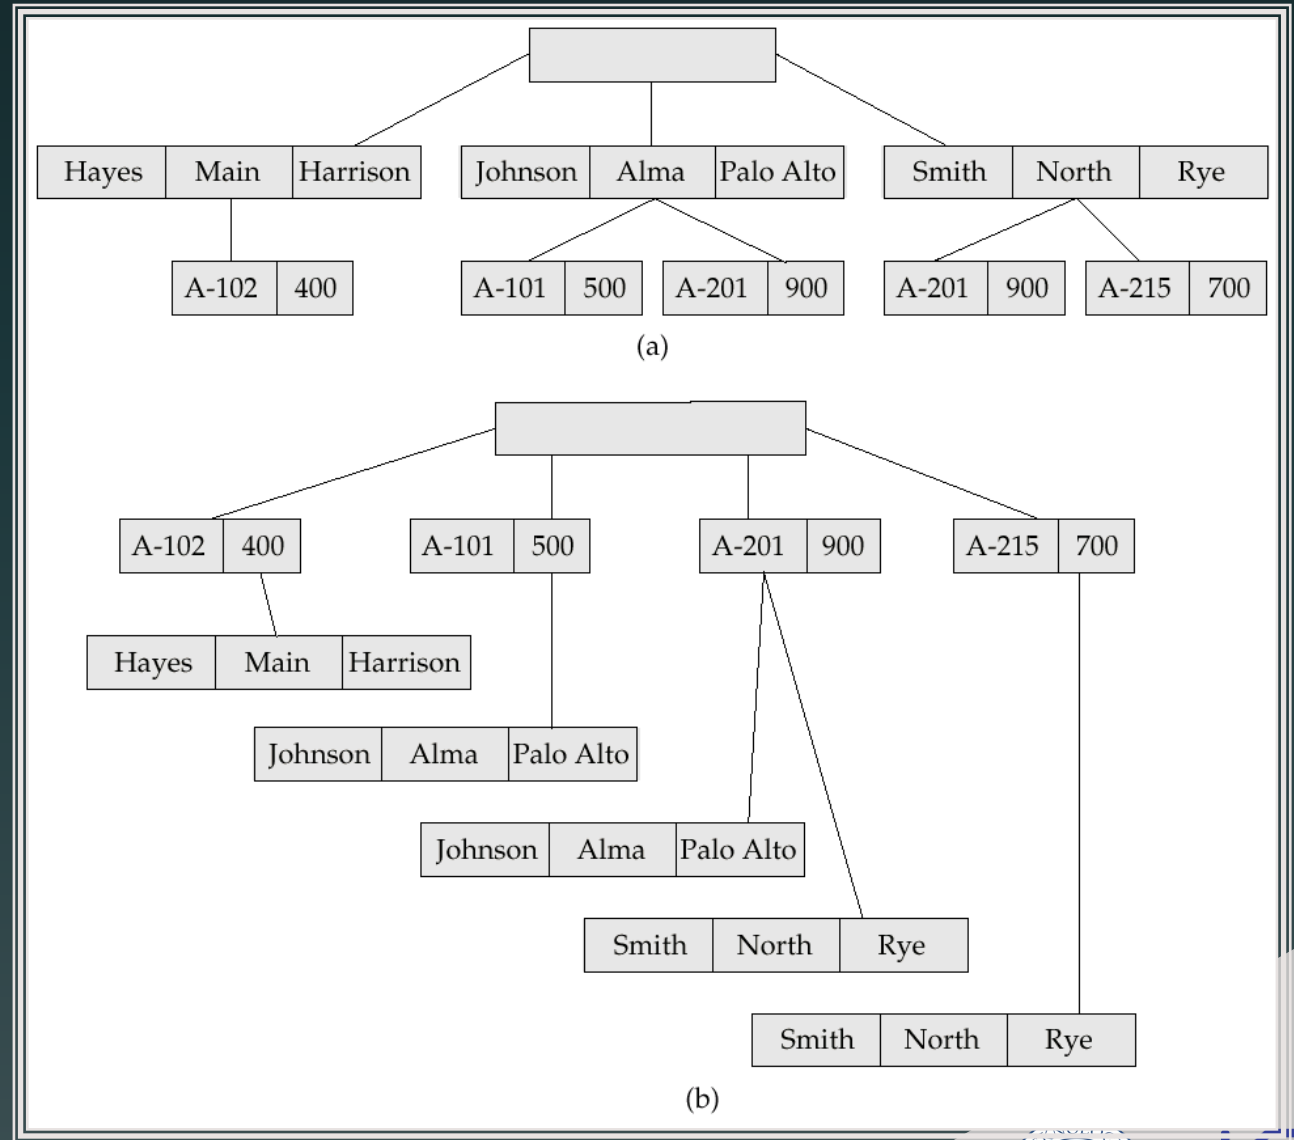 Hayes Main Harrison Johnson Alma Palo Alto Smith North Rye
A-102 400 A-101 500 A-201 900 A-201 900 A-215 700
(a)
A-102 400 A-101 500 A-201 900 A-215 700
Hayes Main Harrison
Johnson Alma Palo Alto
Johnson Alma Palo Alto
Smith North Rye
Smith North Rye
(b)